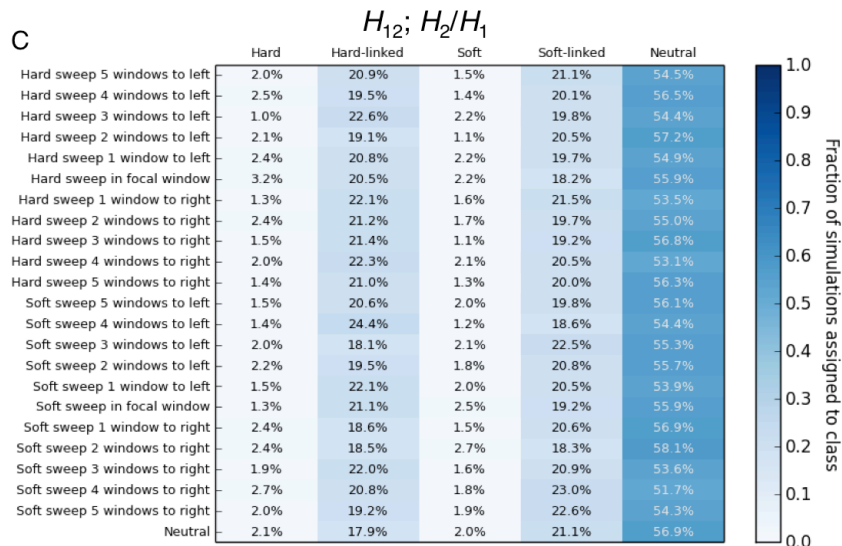 C
H12; H2/H1
Hard Hard-linked Soft Soft-linked Neutral
Hard sweep 5 windows to left 2.0% 20.9% 1.5% 21.1% 54.5%
Hard sweep 4 windows to left 2.5% 19.5% 1.4% 20.1% 56.5%
Hard sweep 3 windows to left 1.0% 22.6% 2.2% 19.8% 54.4%
Hard sweep 2 windows to left 2.1% 19.1% 1.1% 20.5% 57.2%
Hard sweep 1 window to left 2.4% 20.8% 2.2% 19.7% 54.9%
Hard sweep in focal window 3.2% 20.5% 2.2% 18.2% 55.9%
Hard sweep 1 window to right 1.3% 22.1% 1.6% 21.5% 53.5%
Hard sweep 2 windows to right 2.4% 21.2% 1.7% 19.7% 55.0%
Hard sweep 3 windows to right 1.5% 21.4% 1.1% 19.2% 56.8%
Hard sweep 4 windows to right 2.0% 22.3% 2.1% 20.5% 53.1%
Hard sweep 5 windows to right 1.4% 21.0% 1.3% 20.0% 56.3%
Soft sweep 5 windows to left 1.5% 20.6% 2.0% 19.8% 56.1%
Soft sweep 4 windows to left 1.4% 24.4% 1.2% 18.6% 54.4%
Soft sweep 3 windows to left 2.0% 18.1% 2.1% 22.5% 55.3%
Soft sweep 2 windows to left 2.2% 19.5% 1.8% 20.8% 55.7%
Soft sweep 1 window to left 1.5% 22.1% 2.0% 20.5% 53.9%
Soft sweep in focal window 1.3% 21.1% 2.5% 19.2% 55.9%
Soft sweep 1 window to right 2.4% 18.6% 1.5% 20.6% 56.9%
Soft sweep 2 windows to right 2.4% 18.5% 2.7% 18.3% 58.1%
Soft sweep 3 windows to right 1.9% 22.0% 1.6% 20.9% 53.6%
Soft sweep 4 windows to right 2.7% 20.8% 1.8% 23.0% 51.7%
Soft sweep 5 windows to right 2.0% 19.2% 1.9% 22.6% 54.3%
Neutral 2.1% 17.9% 2.0% 21.1% 56.9%
1.0
0.9
0.8
0.7
0.6
0.5
0.4
0.3
0.2
0.1
0.0
Fraction of simulations assigned to class